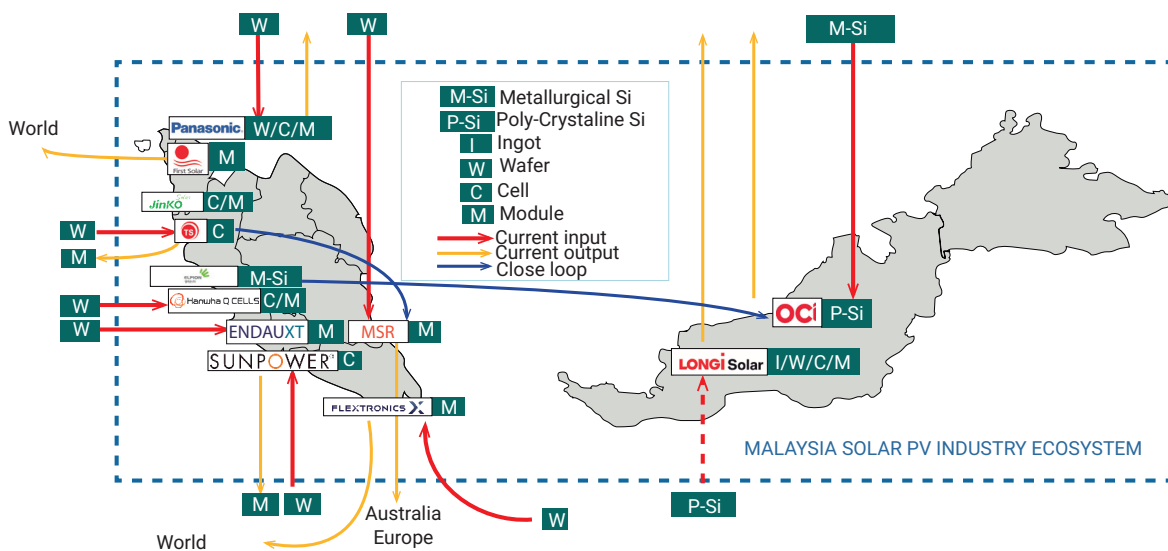 W
W
M-Si
M-Si Metallurgical Si
P-Si Poly-Crystaline Si
I Ingot
W Wafer
C Cell
M Module
Current input
Current output
Close loop
World
Panasonic W/C/M
First Solar M
JinKO Solar C/M
W
TS C
M
M-Si
W
Hanwha Q CELLS C/M
W
ENDAUXT M
MSR M
SUNPOWER C
FLEXTRONICS M
OCi P-Si
LONGi Solar I/W/C/M
MALAYSIA SOLAR PV INDUSTRY ECOSYSTEM
M W
Australia
Europe
W
P-Si
World